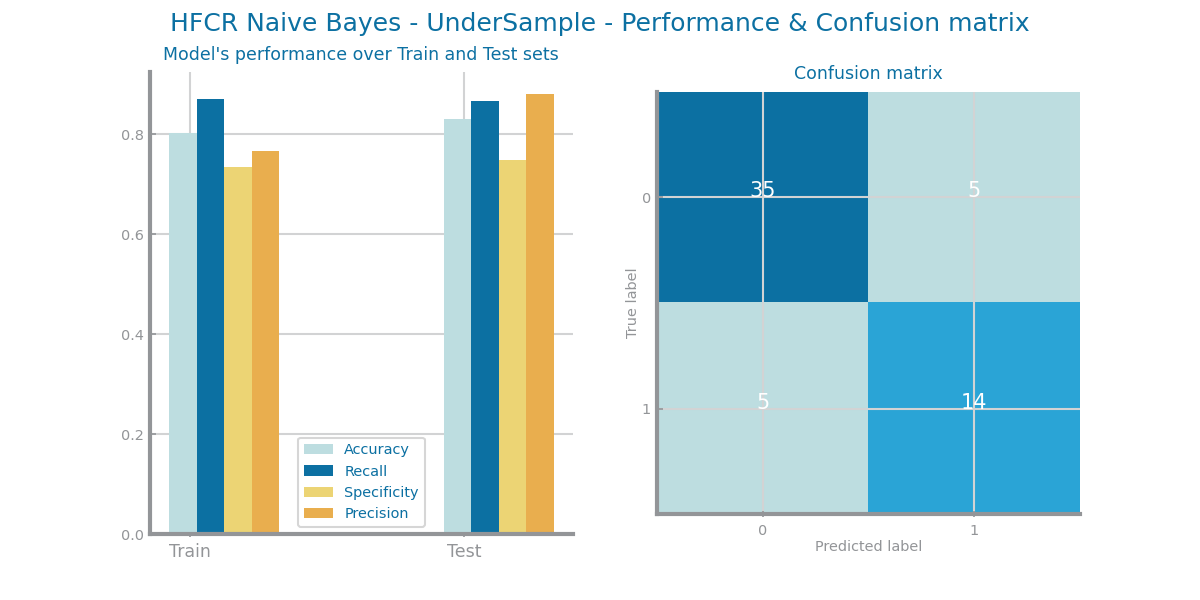 HFCR Naive Bayes - UnderSample - Performance & Confusion matrix
Model's performance over Train and Test sets
0.8
0.6
0.4
0.2
0.0
Train
Test
Accuracy
Recall
Specificity
Precision
Confusion matrix
True label
0
1
35
5
5
14
0
1
Predicted label